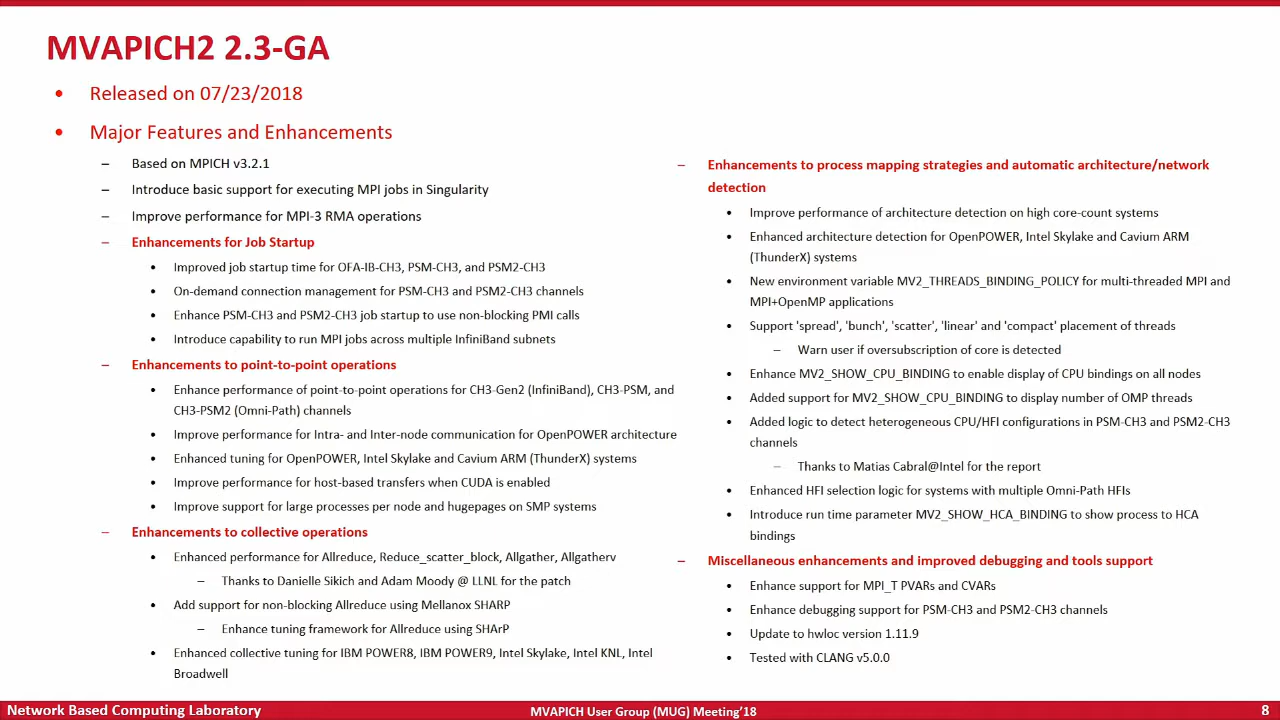 MVAPICH2 2.3-GA
• Released on 07/23/2018
• Major Features and Enhancements
– Based on MPICH v3.2.1
– Introduce basic support for executing MPI jobs in Singularity
– Improve performance for MPI-3 RMA operations
– Enhancements for Job Startup
• Improved job startup time for OFA-IB-CH3, PSM-CH3, and PSM2-CH3
• On-demand connection management for PSM-CH3 and PSM2-CH3 channels
• Enhance PSM-CH3 and PSM2-CH3 job startup to use non-blocking PMI calls
• Introduce capability to run MPI jobs across multiple InfiniBand subnets
– Enhancements to point-to-point operations
• Enhance performance of point-to-point operations for CH3-Gen2 (InfiniBand), CH3-PSM, and
CH3-PSM2 (Omni-Path) channels
• Improve performance for Intra- and Inter-node communication for OpenPOWER architecture
• Enhanced tuning for OpenPOWER, Intel Skylake and Cavium ARM (ThunderX) systems
• Improve performance for host-based transfers when CUDA is enabled
• Improve support for large processes per node and hugepages on SMP systems
– Enhancements to collective operations
• Enhanced performance for Allreduce, Reduce_scatter_block, Allgather, Allgatherv
– Thanks to Danielle Sikich and Adam Moody @ LLNL for the patch
• Add support for non-blocking Allreduce using Mellanox SHARP
– Enhance tuning framework for Allreduce using SHArP
• Enhanced collective tuning for IBM POWER8, IBM POWER9, Intel Skylake, Intel KNL, Intel
Broadwell
– Enhancements to process mapping strategies and automatic architecture/network
detection
• Improve performance of architecture detection on high core-count systems
• Enhanced architecture detection for OpenPOWER, Intel Skylake and Cavium ARM
(ThunderX) systems
• New environment variable MV2_THREADS_BINDING_POLICY for multi-threaded MPI and
MPI+OpenMP applications
• Support 'spread', 'bunch', 'scatter', 'linear' and 'compact' placement of threads
– Warn user if oversubscription of core is detected
• Enhance MV2_SHOW_CPU_BINDING to enable display of CPU bindings on all nodes
• Added support for MV2_SHOW_CPU_BINDING to display number of OMP threads
• Added logic to detect heterogeneous CPU/HFI configurations in PSM-CH3 and PSM2-CH3
channels
– Thanks to Matias Cabral@Intel for the report
• Enhanced HFI selection logic for systems with multiple Omni-Path HFIs
• Introduce run time parameter MV2_SHOW_HCA_BINDING to show process to HCA
bindings
– Miscellaneous enhancements and improved debugging and tools support
• Enhance support for MPI_T PVARs and CVARs
• Enhance debugging support for PSM-CH3 and PSM2-CH3 channels
• Update to hwloc version 1.11.9
• Tested with CLANG v5.0.0
Network Based Computing Laboratory
MVAPICH User Group (MUG) Meeting'18
8